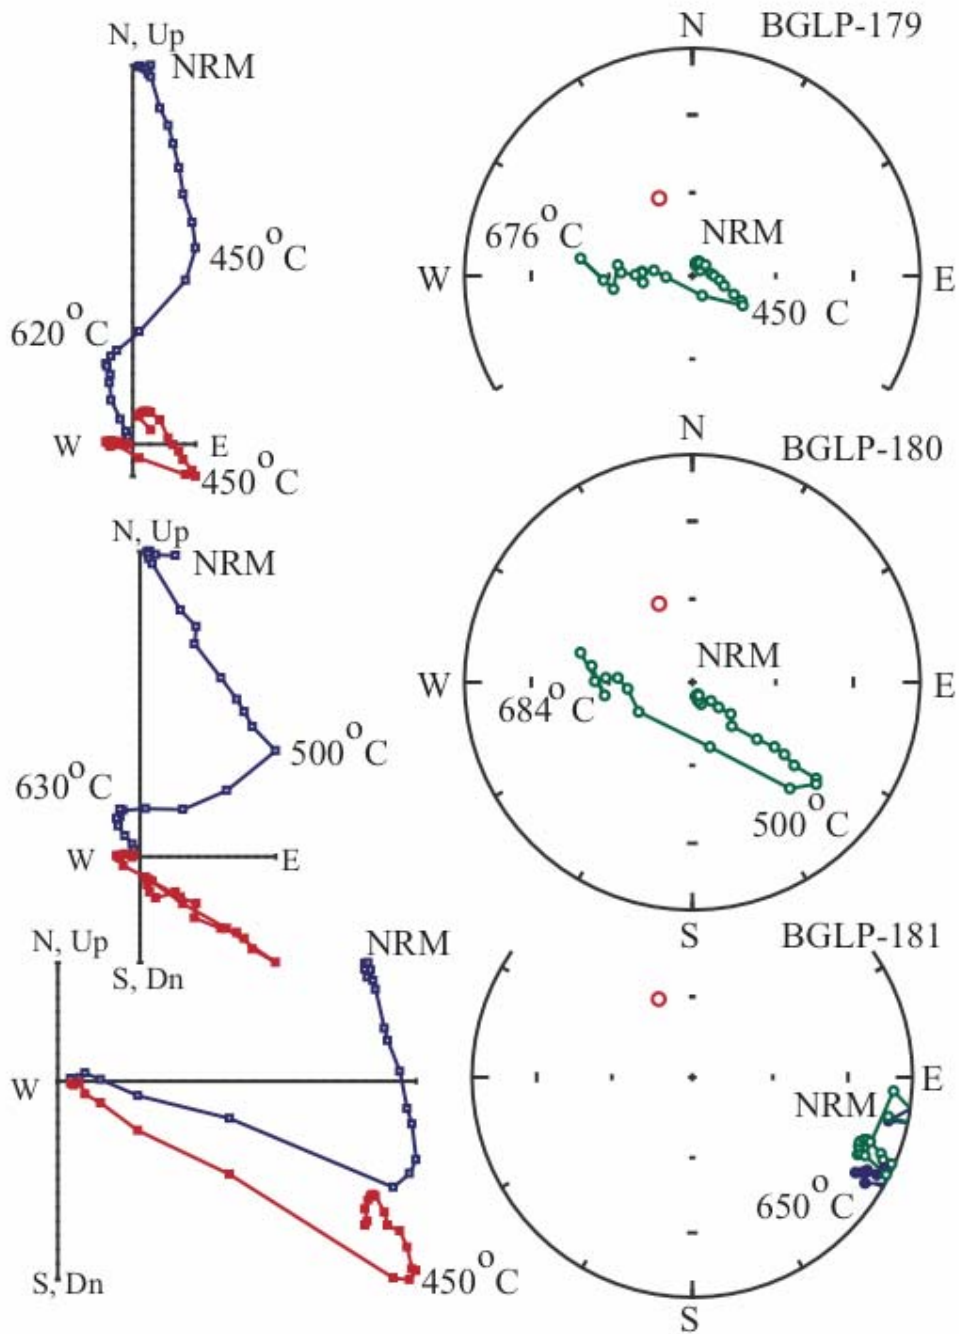 N, Up
NRM
450°C
620°C
W
E
450°C
N
BGLP-179
676°C
NRM
W
E
450 C
N, Up
NRM
500°C
630°C
W
E
S, Dn
N
BGLP-180
NRM
W
E
684°C
500°C
S
N, Up
NRM
W
S, Dn
450°C
BGLP-181
E
NRM
650°C
S